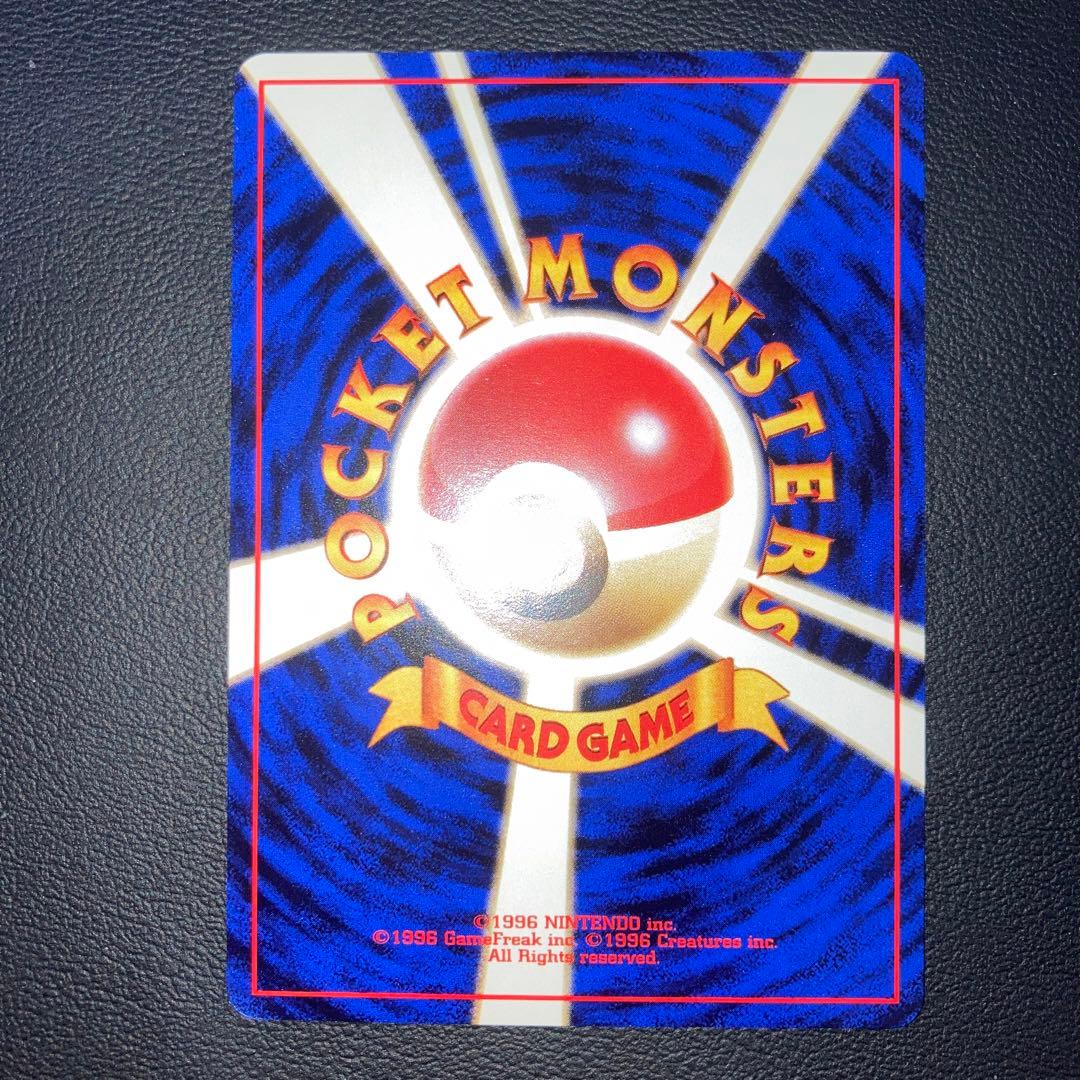 POCKET MONSTERS
CARD GAME
©1996 NINTENDO inc.
©1996 GameFreak inc. ©1996 Creatures inc.
All Rights reserved.